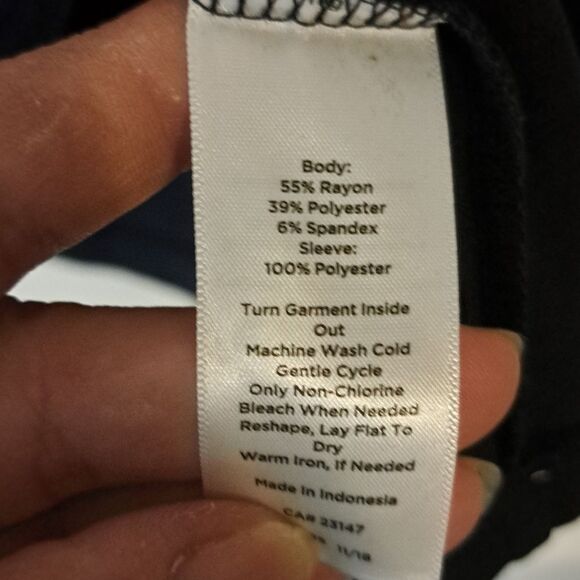 Body:
55% Rayon
39% Polyester
6% Spandex
Sleeve:
100% Polyester
Turn Garment Inside
Out
Machine Wash Cold
Gentle Cycle
Only Non-Chlorine
Bleach When Needed
Reshape, Lay Flat To
Dry
Warm Iron, If Needed
Made In Indonesia
CA# 23147
11/18